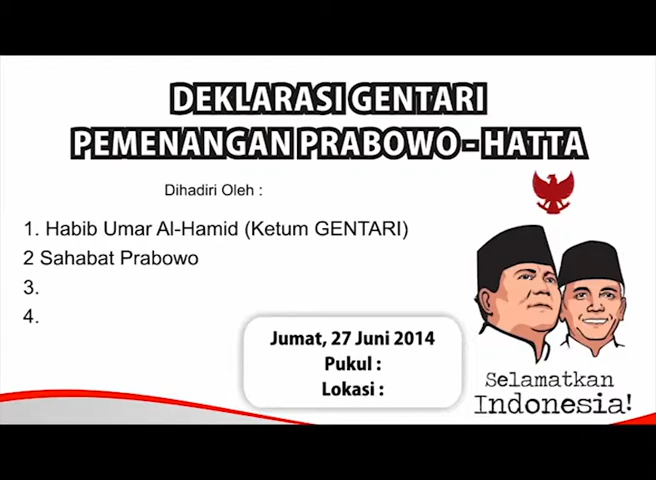 DEKLARASI GENTARI
PEMENANGAN PRABOWO - HATTA
Dihadiri Oleh :
1. Habib Umar Al-Hamid (Ketum GENTARI)
2 Sahabat Prabowo
3.
4.
Jumat, 27 Juni 2014
Pukul :
Lokasi :
Selamatkan
Indonesia!